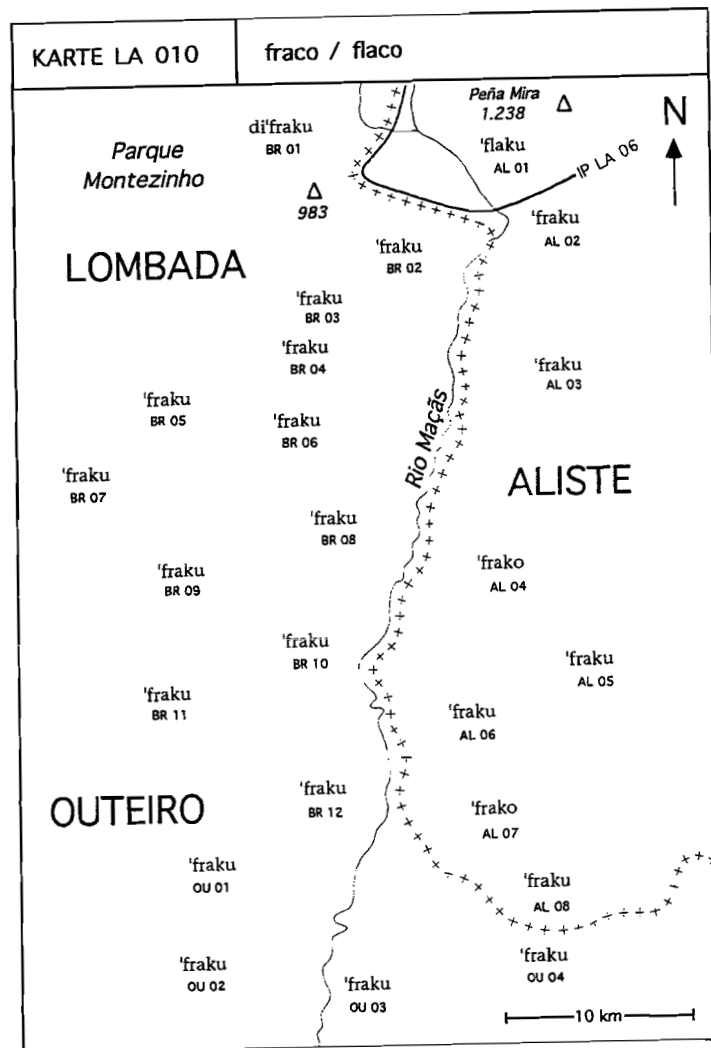 KARTE LA 010
fraco / flaco
Peña Mira
1.238
N
di'fraku
BR 01
'flaku
AL 01
Parque
Montezinho
IP LA 06
983
'fraku
AL 02
'fraku
BR 02
LOMBADA
'fraku
BR 03
'fraku
BR 04
'fraku
AL 03
'fraku
BR 05
'fraku
BR 06
Rio Maçãs
'fraku
BR 07
ALISTE
'fraku
BR 08
'frako
AL 04
'fraku
BR 09
'fraku
BR 10
'fraku
AL 05
'fraku
BR 11
'fraku
AL 06
OUTEIRO
'fraku
BR 12
'frako
AL 07
'fraku
OU 01
'fraku
AL 08
'fraku
OU 02
'fraku
OU 03
'fraku
OU 04
10 km